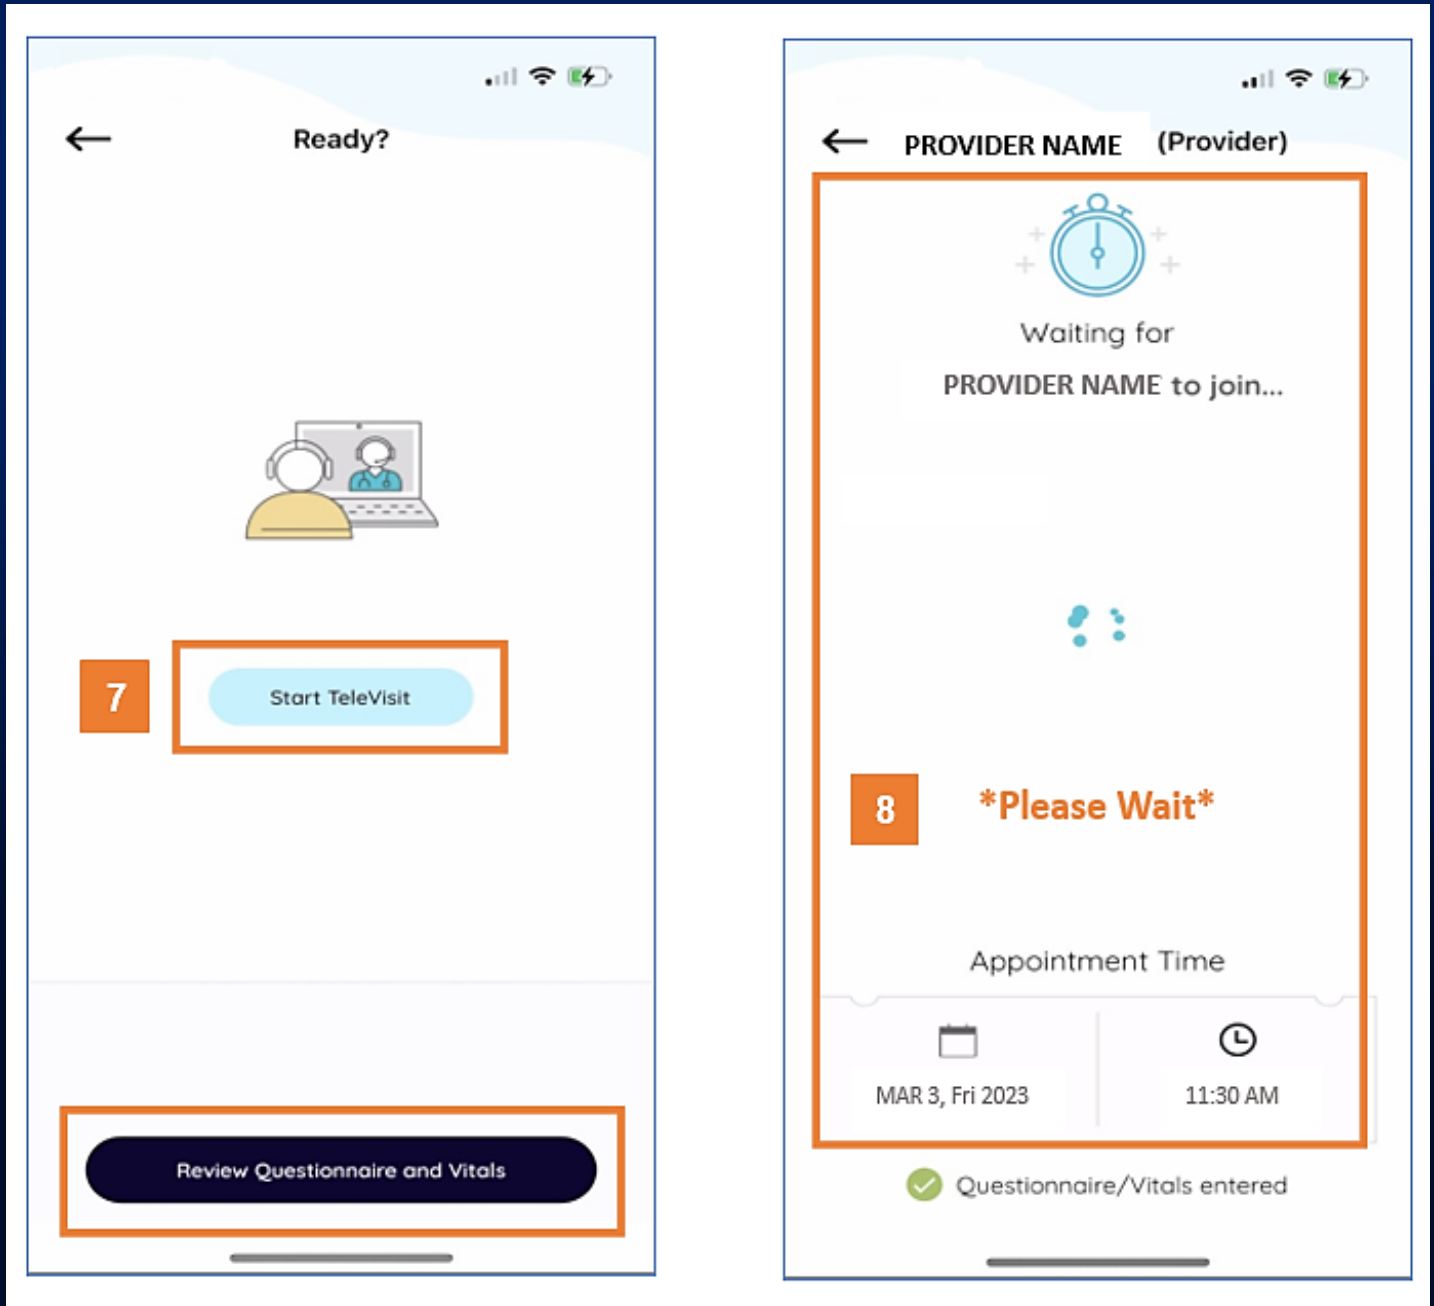 Ready?
7
Start TeleVisit
Review Questionnaire and Vitals
PROVIDER NAME (Provider)
Waiting for
PROVIDER NAME to join...
8
*Please Wait*
Appointment Time
MAR 3, Fri 2023
11:30 AM
Questionnaire/Vitals entered